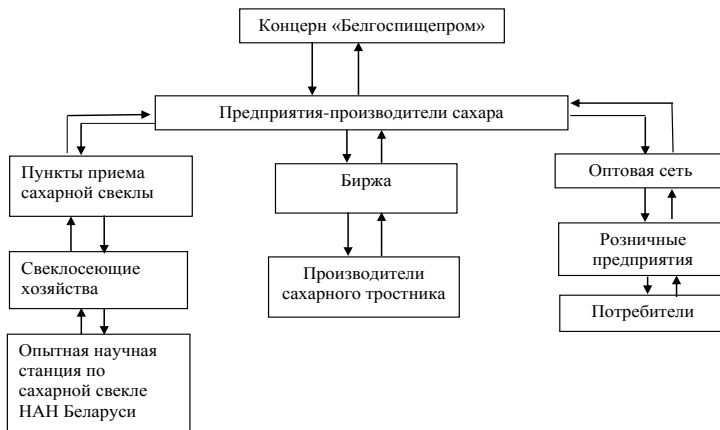 Концерн «Белгоспищепром»
Предприятия-производители сахара
Пункты приема
сахарной свеклы
Биржа
Оптовая сеть
Свеклосеющие
хозяйства
Производители
сахарного тростника
Розничные
предприятия
Потребители
Опытная научная
станция по
сахарной свекле
НАН Беларуси